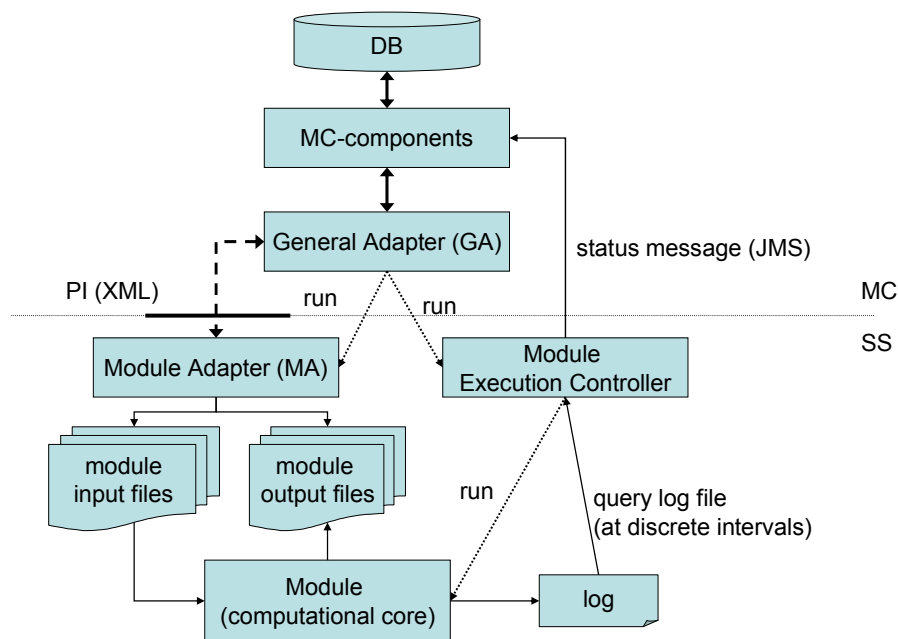 DB
MC-components
General Adapter (GA)
status message (JMS)
PI (XML)
run
run
MC
SS
Module Adapter (MA)
Module
Execution Controller
module
input files
module
output files
run
query log file
(at discrete intervals)
Module
(computational core)
log